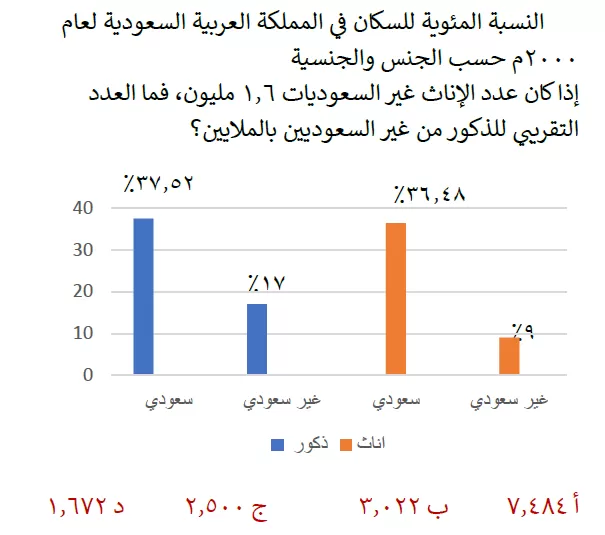 النسبة المئوية للسكان في المملكة العربية السعودية لعام
٢٠٠٠م حسب الجنس والجنسية
إذا كان عدد الإناث غير السعوديات ١,٦ مليون، فما العدد
التقريبي للذكور من غير السعوديين بالملايين؟
٪٣٧,٥٢
٪٣٦,٤٨
٪١٧
٪٩
40
30
20
10
0
سعودي
غير سعودي
سعودي
غير سعودي
ذكور
اناث
أ ٧,٤٨٤
ب ٣,٠٢٢
ج ٢,٥٠٠
د ١,٦٧٢